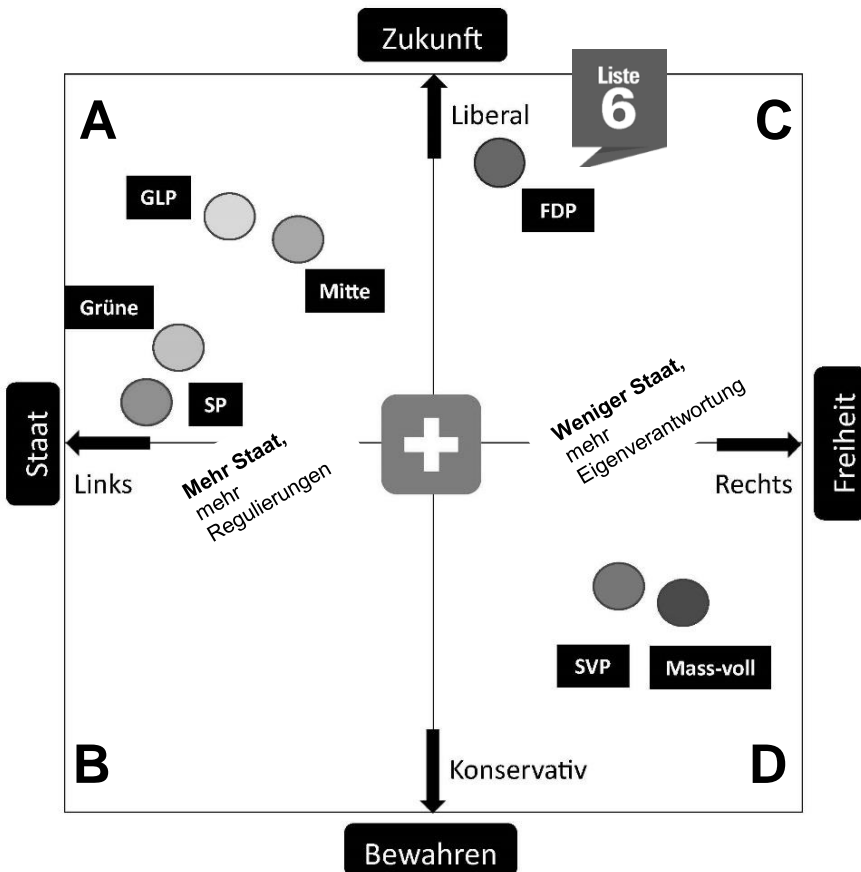 Zukunft
Liste
6
A
C
Liberal
GLP
FDP
Mitte
Grüne
SP
Staat
Freiheit
Weniger Staat,
mehr
Eigenverantwortung
Links
Mehr Staat,
mehr
Regulierungen
Rechts
SVP
Mass-voll
B
D
Konservativ
Bewahren